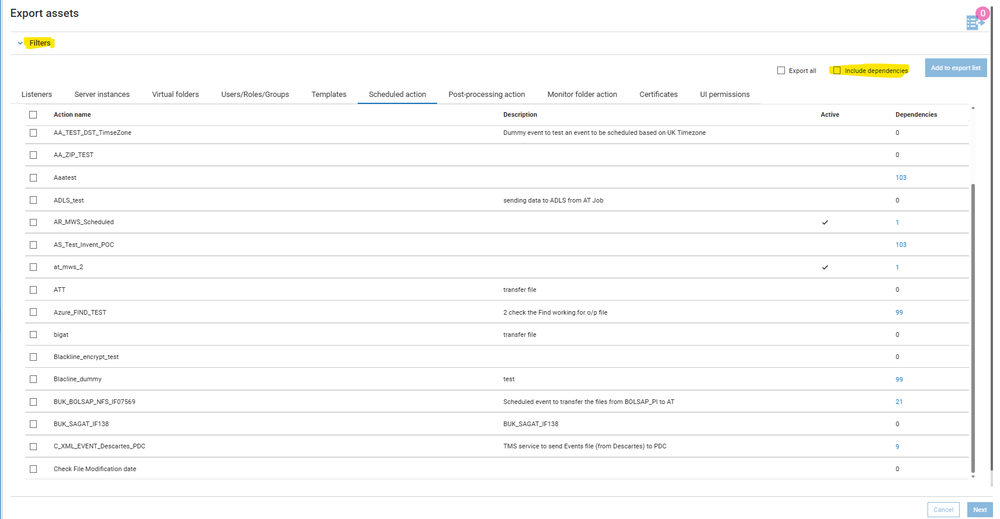 Export assets
0
Filters
Export all Include dependencies Add to export list
Listeners Server instances Virtual folders Users/Roles/Groups Templates Scheduled action Post-processing action Monitor folder action Certificates UI permissions
Action name Description Active Dependencies
AA_TEST_DST_TimseZone Dummy event to test an event to be scheduled based on UK Timezone 0
AA_ZIP_TEST 0
Aaatest 103
ADLS_test sending data to ADLS from AT Job 0
AR_MWS_Scheduled 1
AS_Test_Invent_POC 103
at_mws_2 1
ATT transfer file 0
Azure_FIND_TEST 2 check the Find working for o/p file 99
bigat transfer file 0
Blackline_encrypt_test 0
Blacline_dummy test 99
BUK_BOLSAP_NFS_IF07569 Scheduled event to transfer the files from BOLSAP_PI to AT 21
BUK_SAGAT_IF138 BUK_SAGAT_IF138 0
C_XML_EVENT_Descartes_PDC TMS service to send Events file (from Descartes) to PDC 9
Check File Modification date 0
Cancel Next